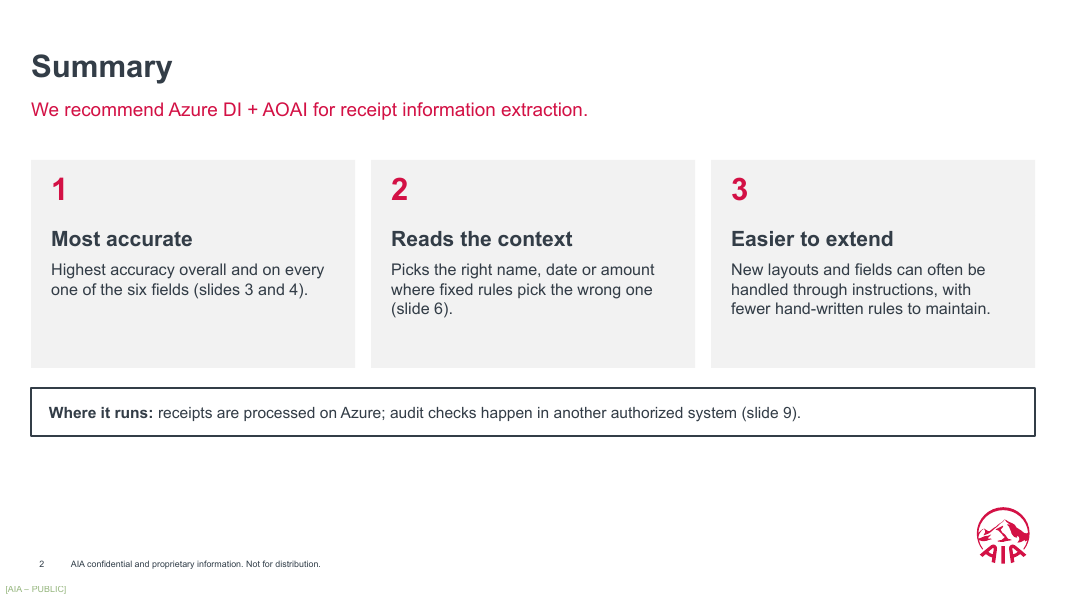 Summary
We recommend Azure DI + AOAI for receipt information extraction.
1
Most accurate
Highest accuracy overall and on every
one of the six fields (slides 3 and 4).
2
Reads the context
Picks the right name, date or amount
where fixed rules pick the wrong one
(slide 6).
3
Easier to extend
New layouts and fields can often be
handled through instructions, with
fewer hand-written rules to maintain.
Where it runs: receipts are processed on Azure; audit checks happen in another authorized system (slide 9).
AIA
2 AIA confidential and proprietary information. Not for distribution.
[AIA – PUBLIC]